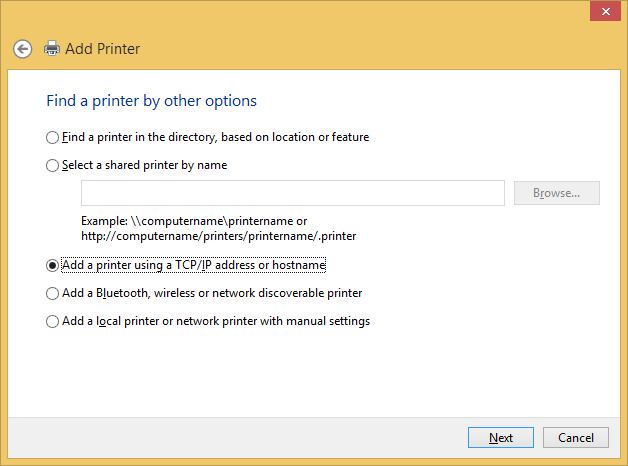 Add Printer
Find a printer by other options
Find a printer in the directory, based on location or feature
Select a shared printer by name
Browse...
Example: \\computername\printername or
http://computername/printers/printername/.printer
Add a printer using a TCP/IP address or hostname
Add a Bluetooth, wireless or network discoverable printer
Add a local printer or network printer with manual settings
Next
Cancel